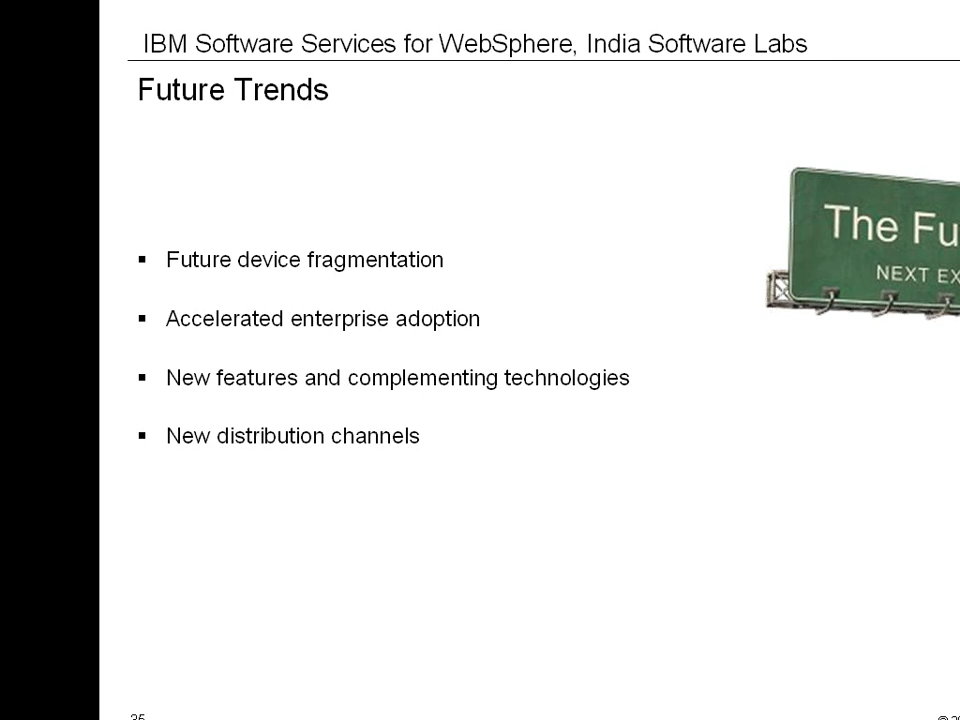 IBM Software Services for WebSphere, India Software Labs
Future Trends
The Fu
NEXT EX
▪ Future device fragmentation
▪ Accelerated enterprise adoption
▪ New features and complementing technologies
▪ New distribution channels
35